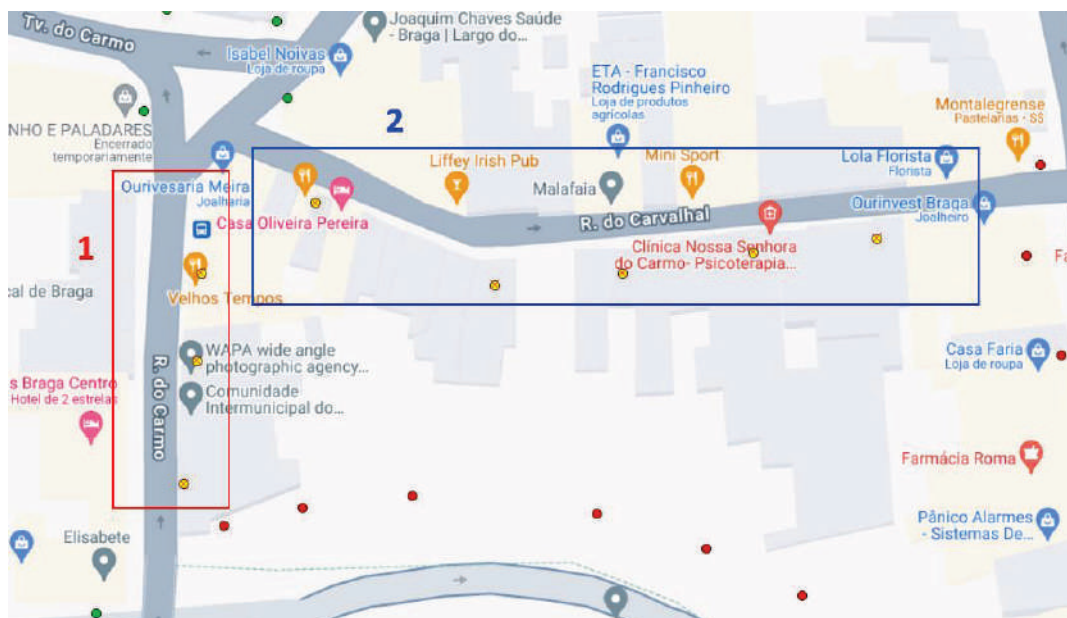 Tv. do Carmo
Joaquim Chaves Saúde
- Braga | Largo do...
Isabel Noivas
Loja de roupa
ETA - Francisco
Rodrigues Pinheiro
Loja de produtos
agrícolas
Montalegrense
Pastelarias · $$
NHO E PALADARES
Encerrado
temporariamente
2
Liffey Irish Pub
Mini Sport
Lola Florista
Florista
Ourivesaria Meira
Joalharia
Malafaia
Casa Oliveira Pereira
R. do Carvalhal
Ourinvest Braga
Joalheiro
1
Clínica Nossa Senhora
do Carmo- Psicoterapia...
Fa
cal de Braga
Velhos Tempos
WAPA wide angle
photographic agency...
Casa Faria
Loja de roupa
s Braga Centro
Hotel de 2 estrelas
R. do Carmo
Comunidade
Intermunicipal do...
Farmácia Roma
Elisabete
Pânico Alarmes
- Sistemas De...